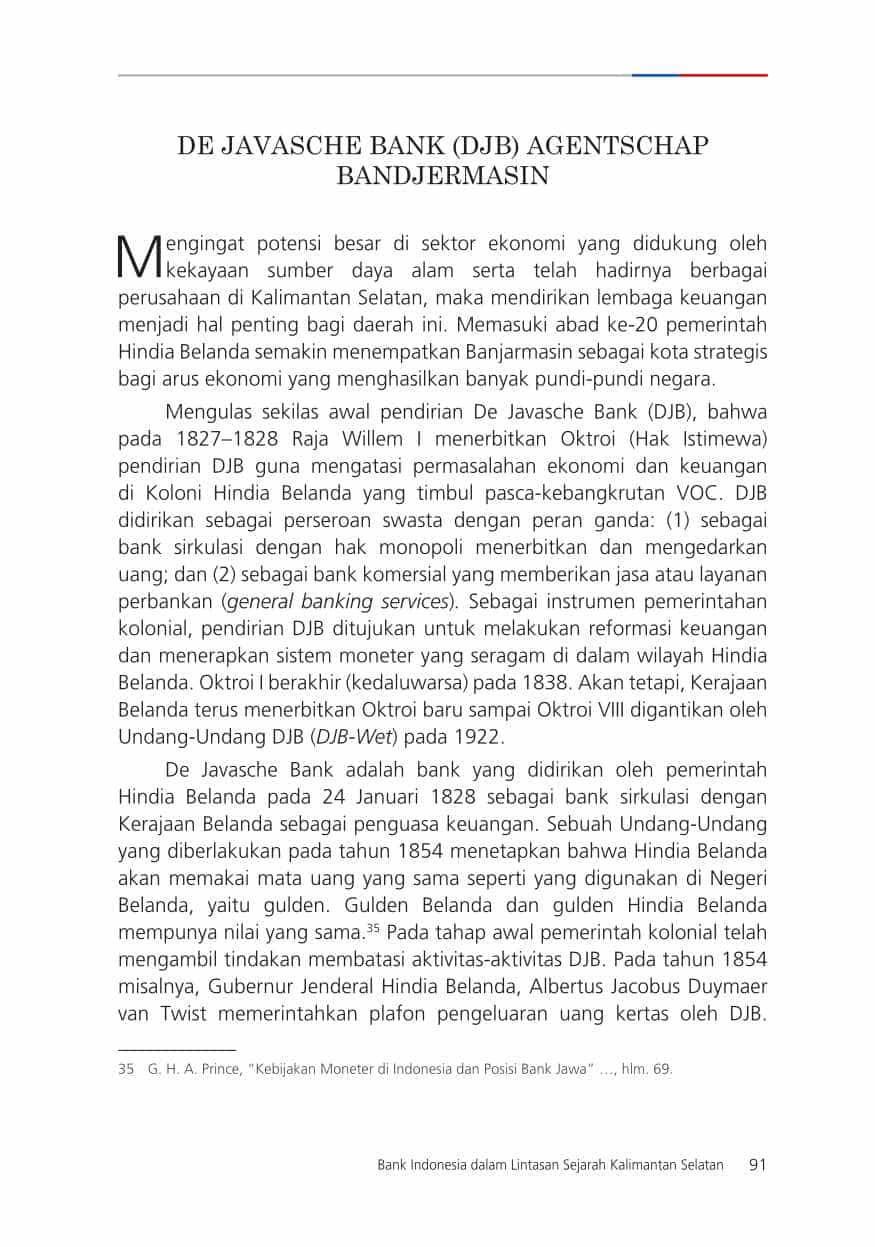 DE JAVASCHE BANK (DJB) AGENTSCHAP
BANDJERMASIN
Mengingat potensi besar di sektor ekonomi yang didukung oleh
kekayaan sumber daya alam serta telah hadirnya berbagai
perusahaan di Kalimantan Selatan, maka mendirikan lembaga keuangan
menjadi hal penting bagi daerah ini. Memasuki abad ke-20 pemerintah
Hindia Belanda semakin menempatkan Banjarmasin sebagai kota strategis
bagi arus ekonomi yang menghasilkan banyak pundi-pundi negara.
Mengulas sekilas awal pendirian De Javasche Bank (DJB), bahwa
pada 1827–1828 Raja Willem I menerbitkan Oktroi (Hak Istimewa)
pendirian DJB guna mengatasi permasalahan ekonomi dan keuangan
di Koloni Hindia Belanda yang timbul pasca-kebangkrutan VOC. DJB
didirikan sebagai perseroan swasta dengan peran ganda: (1) sebagai
bank sirkulasi dengan hak monopoli menerbitkan dan mengedarkan
uang; dan (2) sebagai bank komersial yang memberikan jasa atau layanan
perbankan (general banking services). Sebagai instrumen pemerintahan
kolonial, pendirian DJB ditujukan untuk melakukan reformasi keuangan
dan menerapkan sistem moneter yang seragam di dalam wilayah Hindia
Belanda. Oktroi I berakhir (kedaluwarsa) pada 1838. Akan tetapi, Kerajaan
Belanda terus menerbitkan Oktroi baru sampai Oktroi VIII digantikan oleh
Undang-Undang DJB (DJB-Wet) pada 1922.
De Javasche Bank adalah bank yang didirikan oleh pemerintah
Hindia Belanda pada 24 Januari 1828 sebagai bank sirkulasi dengan
Kerajaan Belanda sebagai penguasa keuangan. Sebuah Undang-Undang
yang diberlakukan pada tahun 1854 menetapkan bahwa Hindia Belanda
akan memakai mata uang yang sama seperti yang digunakan di Negeri
Belanda, yaitu gulden. Gulden Belanda dan gulden Hindia Belanda
mempunya nilai yang sama.35 Pada tahap awal pemerintah kolonial telah
mengambil tindakan membatasi aktivitas-aktivitas DJB. Pada tahun 1854
misalnya, Gubernur Jenderal Hindia Belanda, Albertus Jacobus Duymaer
van Twist memerintahkan plafon pengeluaran uang kertas oleh DJB.
35 G. H. A. Prince, “Kebijakan Moneter di Indonesia dan Posisi Bank Jawa” …, hlm. 69.
Bank Indonesia dalam Lintasan Sejarah Kalimantan Selatan 91